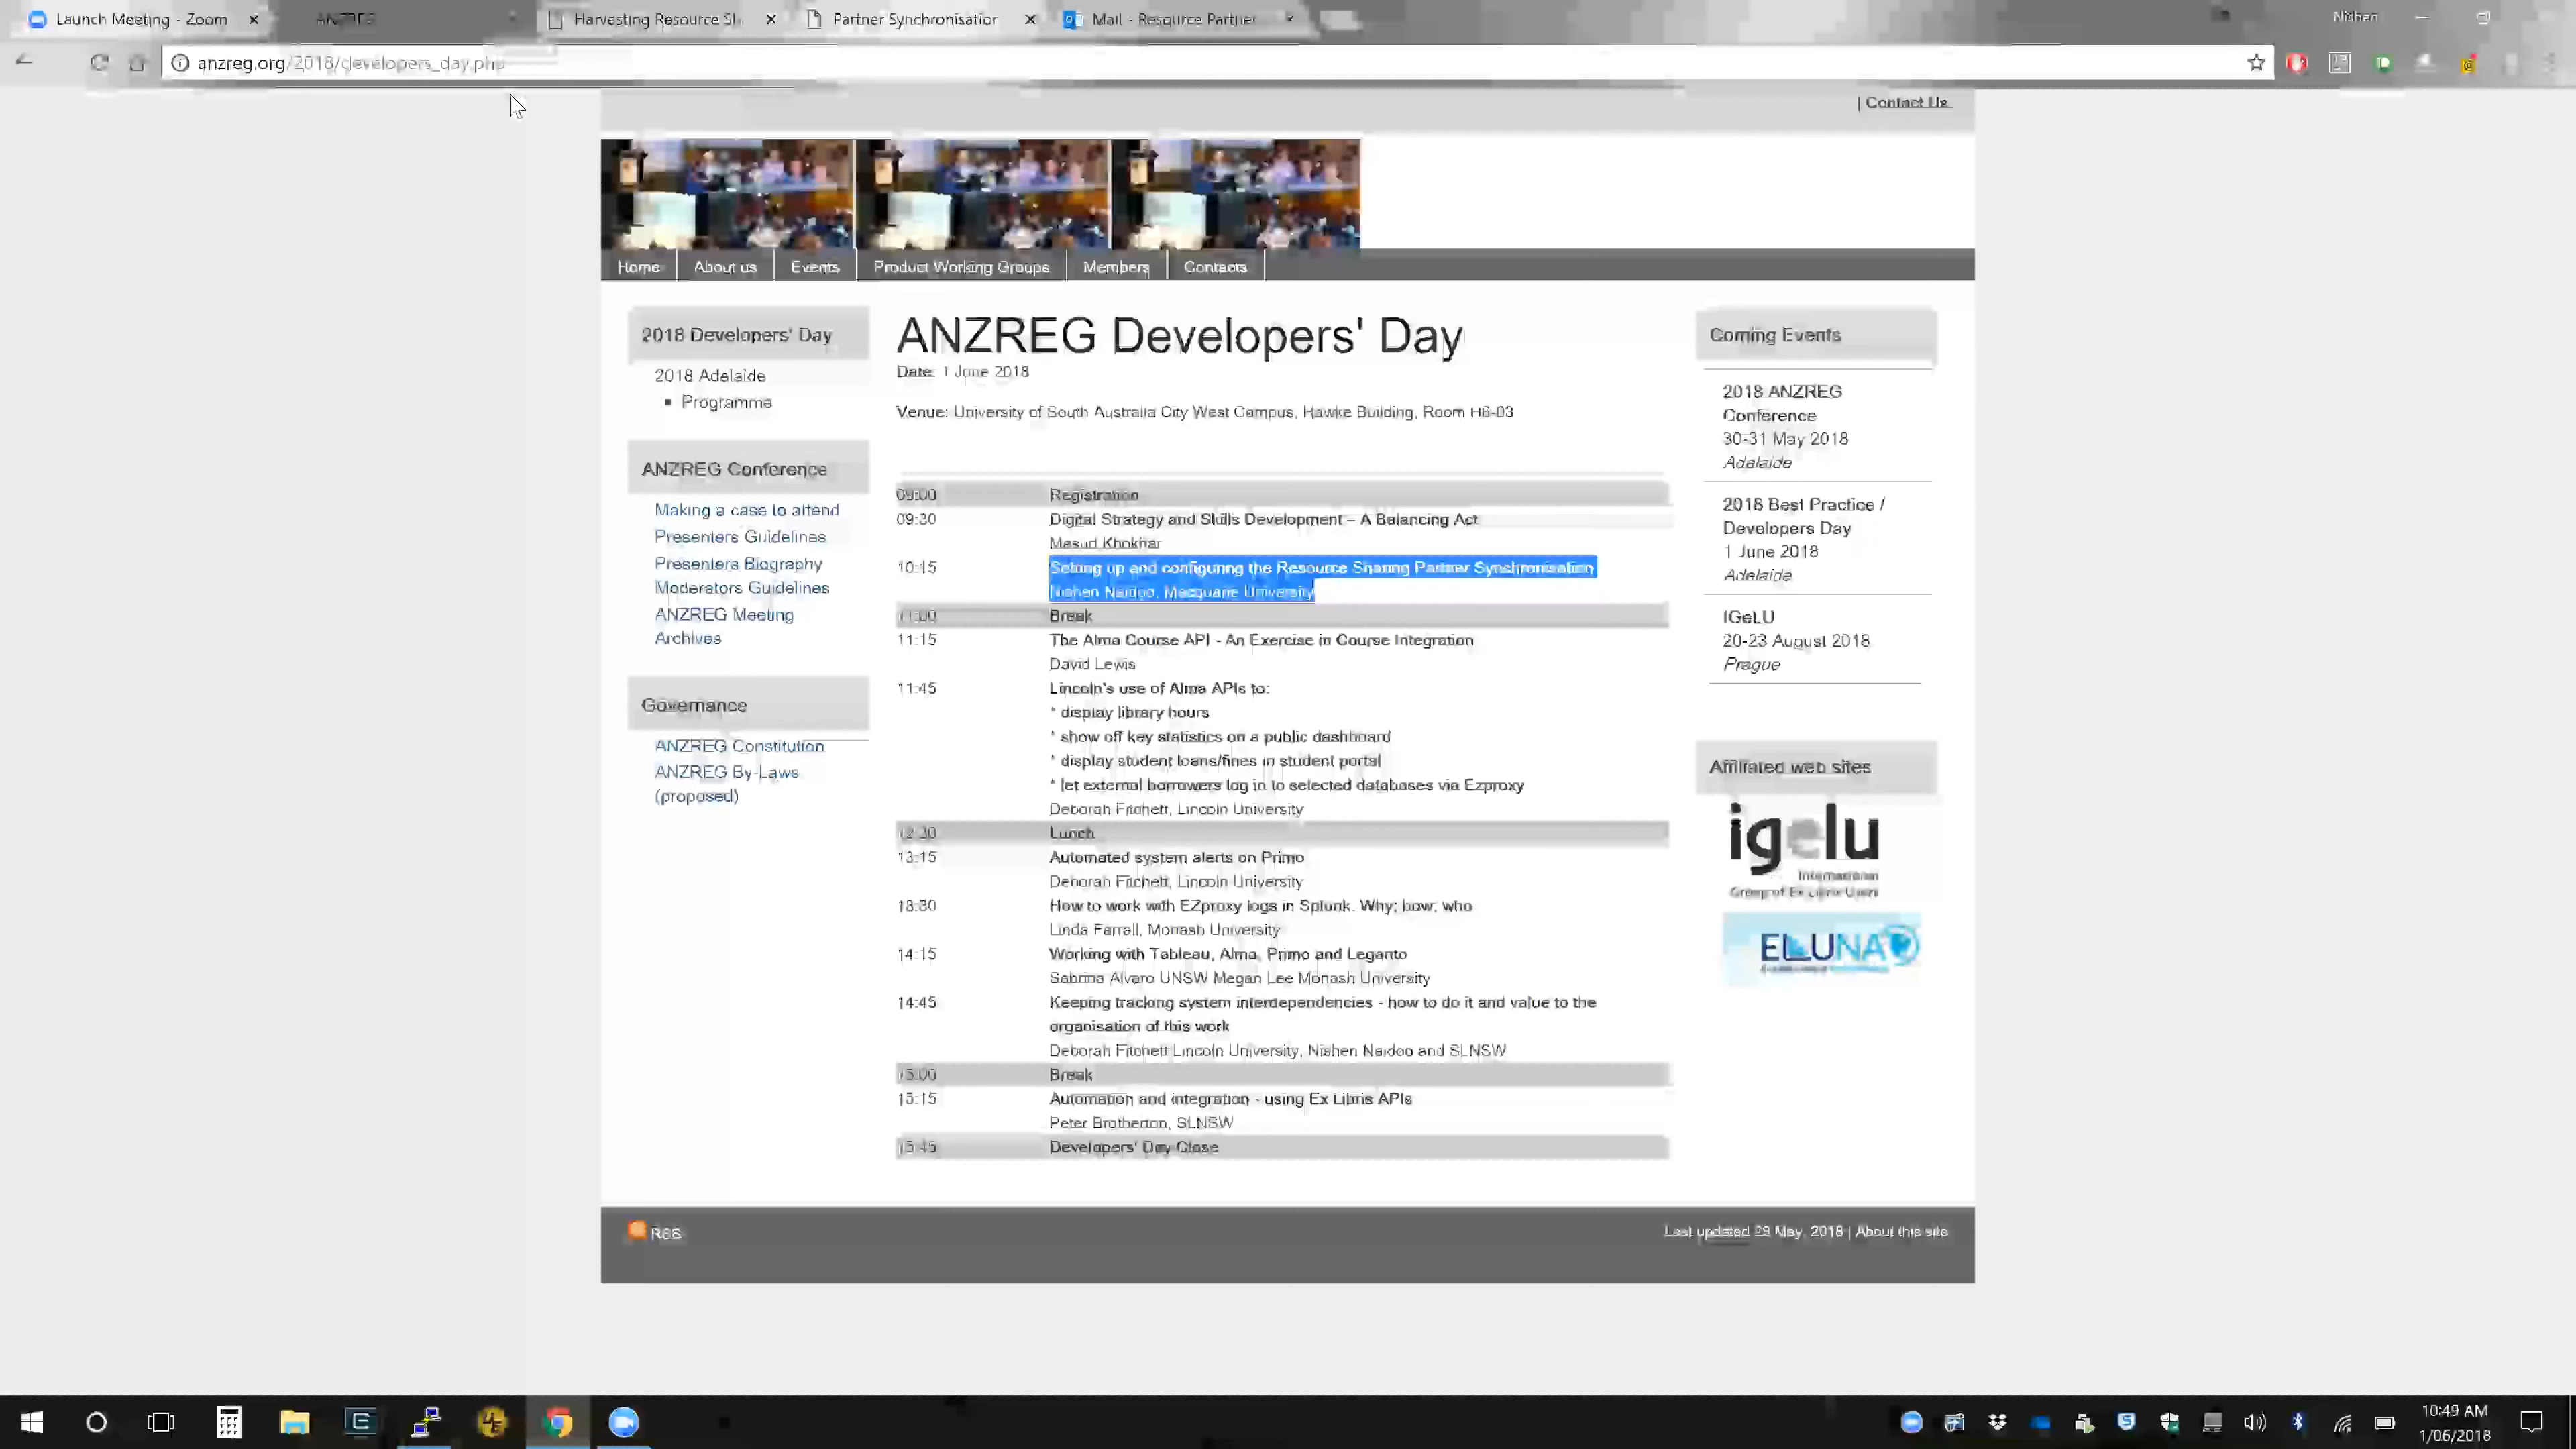 Launch Meeting - Zoom
ANZREG
Harvesting Resource Sh
Partner Synchronisation
Mail - Resource Partne
Nishen
anzreg.org/2018/developers_day.php
| Contact Us
Home
About us
Events
Product Working Groups
Members
Contacts
2018 Developers' Day
2018 Adelaide
Programme
ANZREG Conference
Making a case to attend
Presenters Guidelines
Presenters Biography
Moderators Guidelines
ANZREG Meeting
Archives
Governance
ANZREG Constitution
ANZREG By-Laws
(proposed)
ANZREG Developers' Day
Date: 1 June 2018
Venue: University of South Australia City West Campus, Hawke Building, Room H6-03
09:00 Registration
09:30 Digital Strategy and Skills Development – A Balancing Act
Masud Khokhar
10:15 Setting up and configuring the Resource Sharing Partner Synchronisation
Nishen Naidoo, Macquarie University
11:00 Break
11:15 The Alma Course API - An Exercise in Course Integration
David Lewis
11:45 Lincoln's use of Alma APIs to:
* display library hours
* show off key statistics on a public dashboard
* display student loans/fines in student portal
* let external borrowers log in to selected databases via Ezproxy
Deborah Fitchett, Lincoln University
12:30 Lunch
13:15 Automated system alerts on Primo
Deborah Fitchett, Lincoln University
13:30 How to work with EZproxy logs in Splunk. Why; how; who
Linda Farrall, Monash University
14:15 Working with Tableau, Alma, Primo and Leganto
Sabrina Alvaro UNSW Megan Lee Monash University
14:45 Keeping tracking system interdependencies - how to do it and value to the
organisation of this work
Deborah Fitchett Lincoln University, Nishen Naidoo and SLNSW
15:00 Break
15:15 Automation and integration - using Ex Libris APIs
Peter Brotherton, SLNSW
15:45 Developers' Day Close
Coming Events
2018 ANZREG
Conference
30-31 May 2018
Adelaide
2018 Best Practice /
Developers Day
1 June 2018
Adelaide
IGeLU
20-23 August 2018
Prague
Affiliated web sites
igelu
International
Group of Ex Libris Users
ELUNA
RSS
Last updated 29 May, 2018 | About this site
10:49 AM
1/06/2018